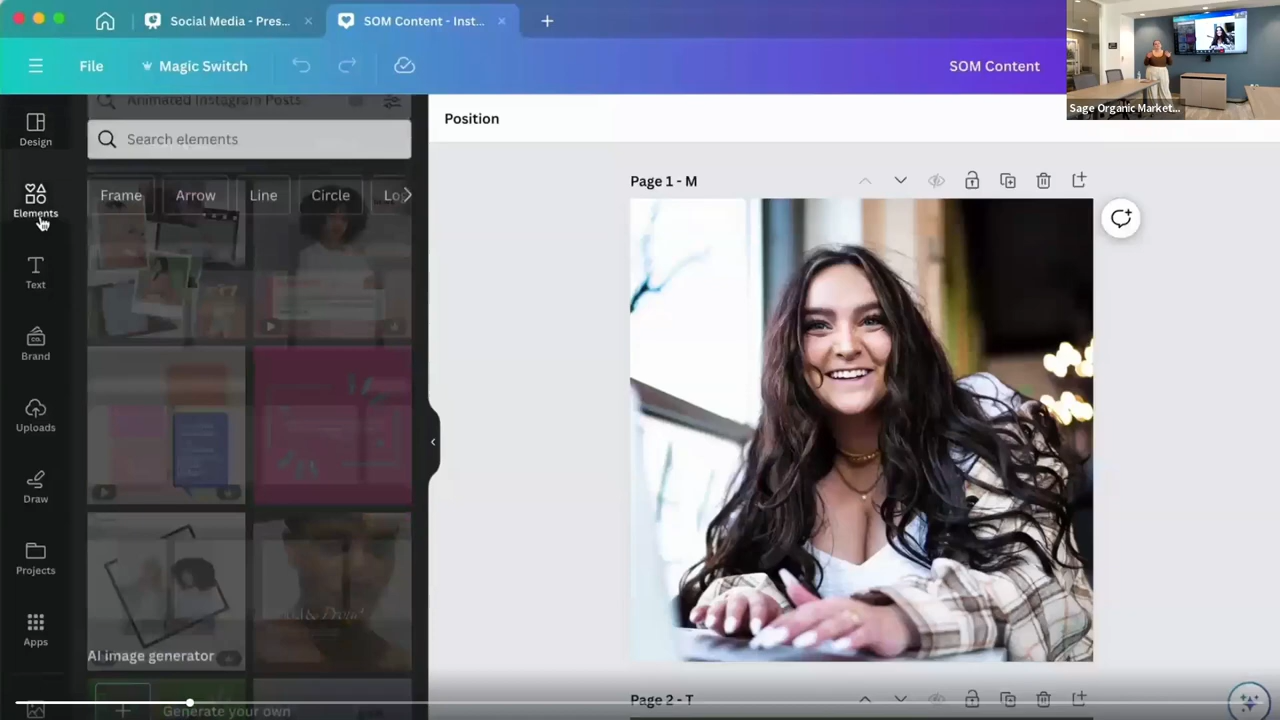 Social Media - Pres...
SOM Content - Inst...
File
Magic Switch
SOM Content
Sage Organic Market...
Design
Elements
Text
Brand
CO.
Uploads
Draw
Projects
Apps
Animated Instagram Posts
Search elements
Frame
Arrow
Line
Circle
Lo
AI image generator
Generate your own
Position
Page 1 - M
Page 2 - T